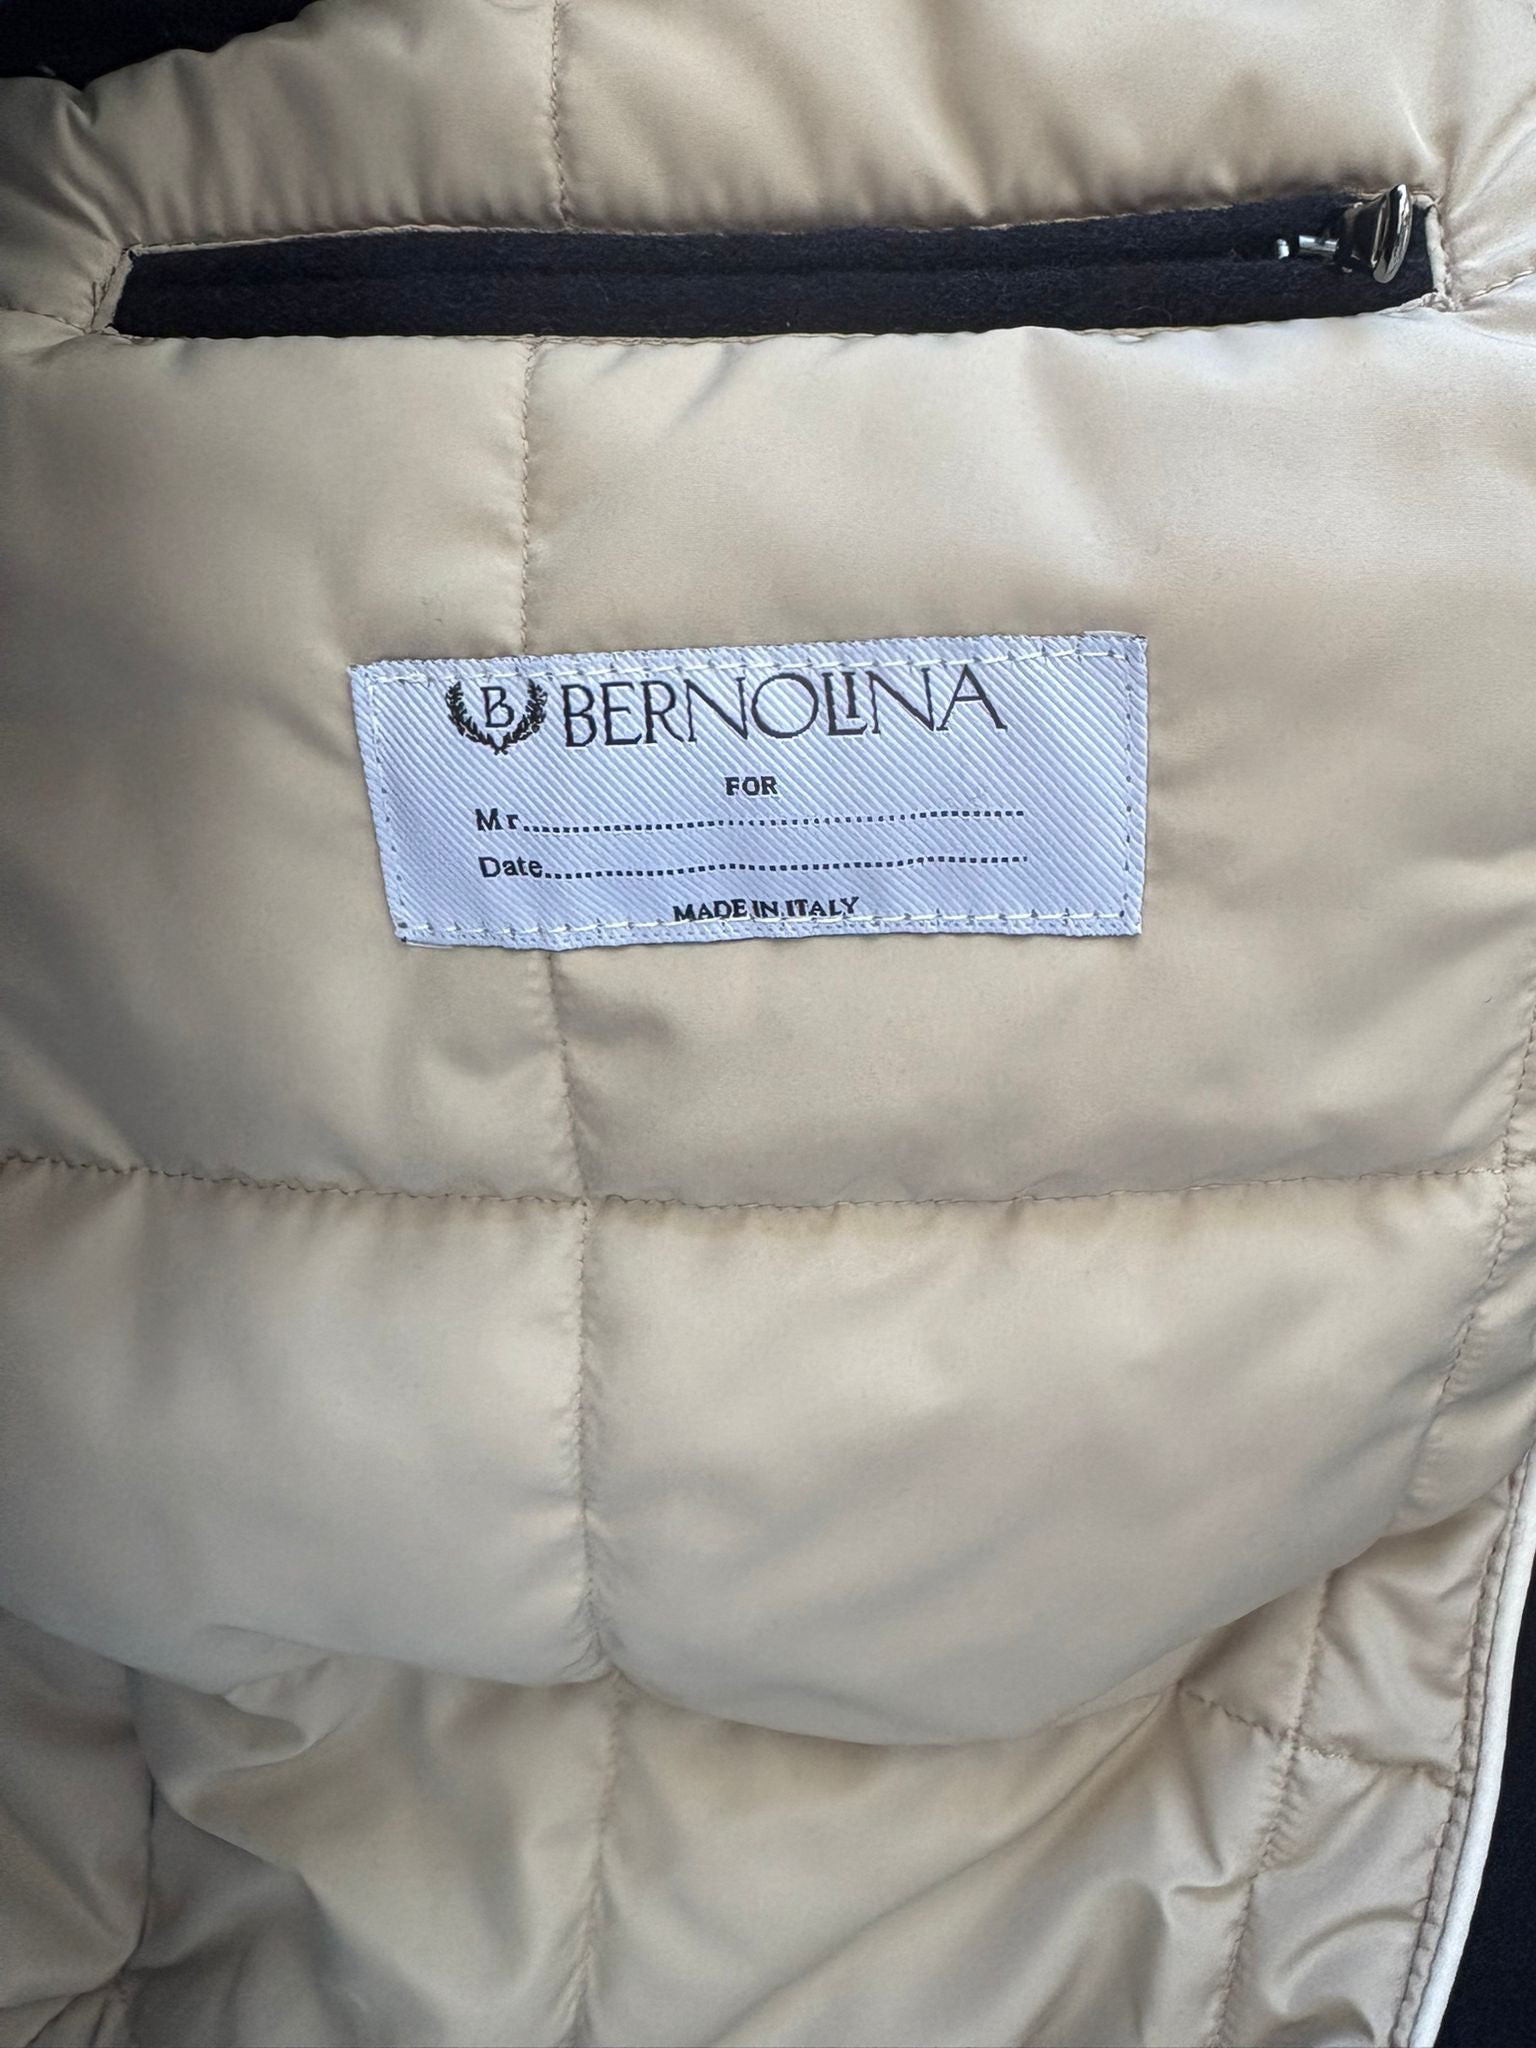 B BERNOLINA
FOR
Mr.......................................................
Date...................................................
MADE IN ITALY